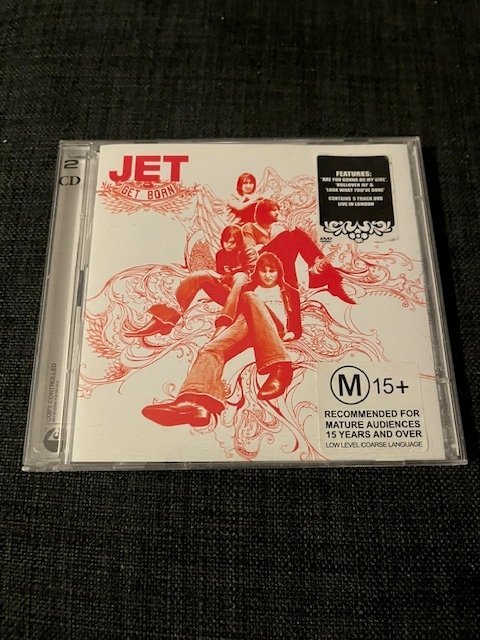 2
CD
JET
GET BORN
FEATURES:
'ARE YOU GONNA BE MY GIRL',
'ROLLOVER DJ' &
'LOOK WHAT YOU'VE DONE'
CONTAINS 5 TRACK DVD
LIVE IN LONDON
DVD
M 15+
RECOMMENDED FOR
MATURE AUDIENCES
15 YEARS AND OVER
LOW LEVEL COARSE LANGUAGE
COPY CONTROLLED